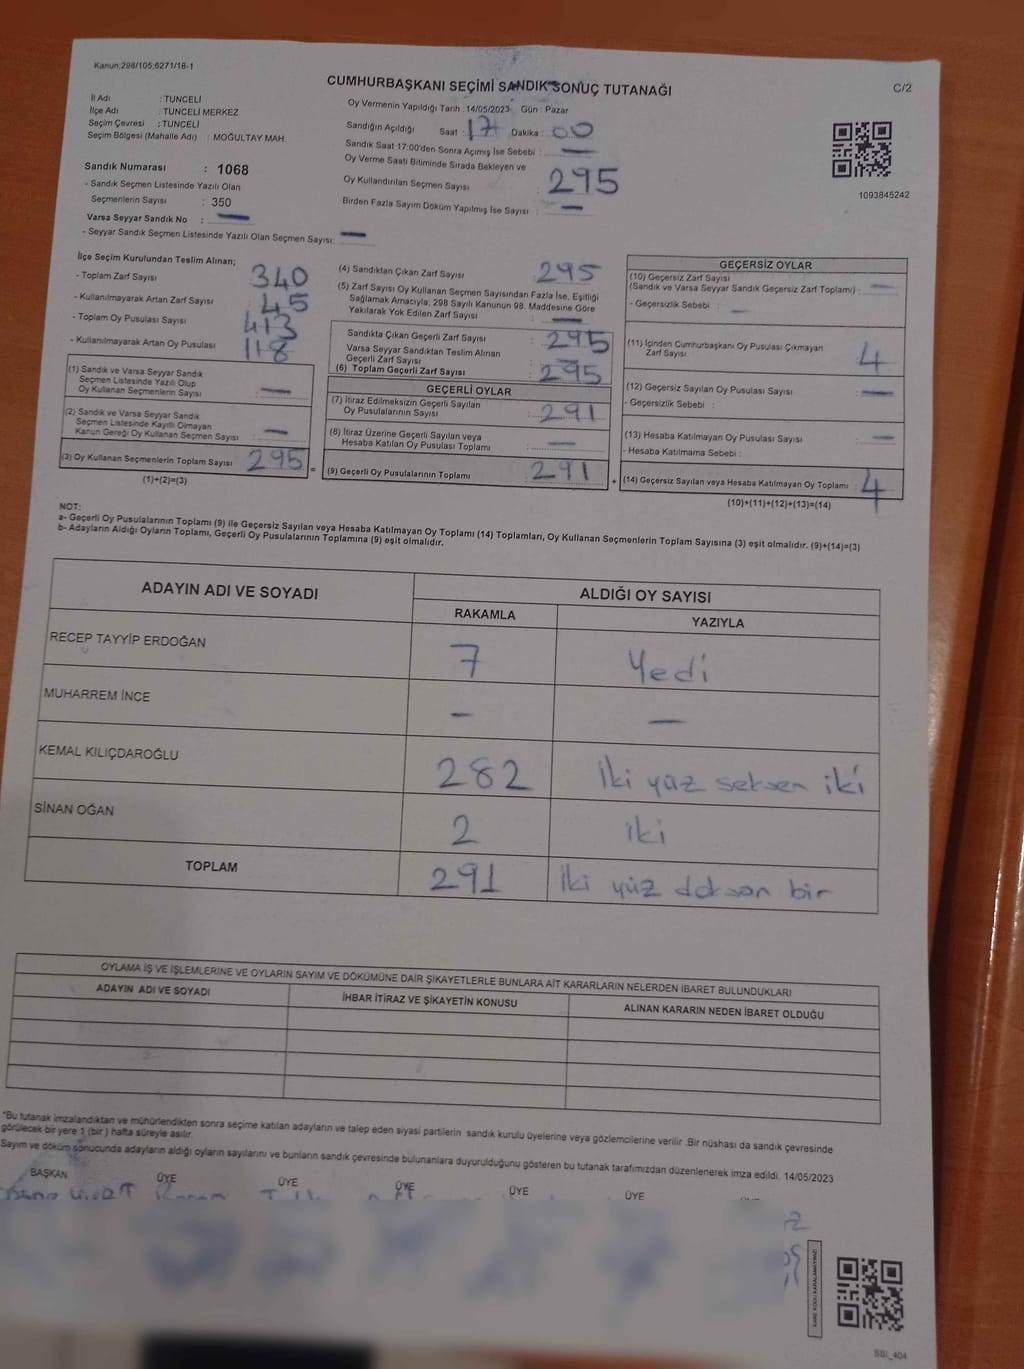 Kanun;298/105,6271/18-1
C/2
CUMHURBAŞKANI SEÇİMİ SANDIK SONUÇ TUTANAĞI
İl Adı : TUNCELİ
İlçe Adı : TUNCELİ MERKEZ
Seçim Çevresi : TUNCELİ
Seçim Bölgesi (Mahalle Adı) : MOĞULTAY MAH.
Sandık Numarası : 1068
- Sandık Seçmen Listesinde Yazılı Olan
Seçmenlerin Sayısı : 350
Varsa Seyyar Sandık No : —
- Seyyar Sandık Seçmen Listesinde Yazılı Olan Seçmen Sayısı: —
Oy Vermenin Yapıldığı Tarih : 14/05/2023 Gün : Pazar
Sandığın Açıldığı Saat : 17 Dakika : 00
Sandık Saat 17:00'den Sonra Açımış İse Sebebi : —
Oy Verme Saati Bitiminde Sırada Bekleyen ve
Oy Kullandırılan Seçmen Sayısı : 295
Birden Fazla Sayım Döküm Yapılmış İse Sayısı : —
1093845242
İlçe Seçim Kurulundan Teslim Alınan;
- Toplam Zarf Sayısı 340
- Kullanılmayarak Artan Zarf Sayısı 45
- Toplam Oy Pusulası Sayısı 413
- Kullanılmayarak Artan Oy Pusulası 118
(1) Sandık ve Varsa Seyyar Sandık
Seçmen Listesinde Yazılı Olup
Oy Kullanan Seçmenlerin Sayısı : —
(2) Sandık ve Varsa Seyyar Sandık
Seçmen Listesinde Kayıtlı Olmayan
Kanun Gereği Oy Kullanan Seçmen Sayısı : —
(3) Oy Kullanan Seçmenlerin Toplam Sayısı : 295 =
(1)+(2)=(3)
(4) Sandıktan Çıkan Zarf Sayısı : 295
(5) Zarf Sayısı Oy Kullanan Seçmen Sayısından Fazla İse, Eşitliği
Sağlamak Amacıyla; 298 Sayılı Kanunun 98. Maddesine Göre
Yakılarak Yok Edilen Zarf Sayısı : —
Sandıkta Çıkan Geçerli Zarf Sayısı : 295
Varsa Seyyar Sandıktan Teslim Alınan
Geçerli Zarf Sayısı :
(6) Toplam Geçerli Zarf Sayısı : 295
GEÇERLİ OYLAR
(7) İtiraz Edilmeksizin Geçerli Sayılan
Oy Pusulalarının Sayısı : 291
(8) İtiraz Üzerine Geçerli Sayılan veya
Hesaba Katılan Oy Pusulası Toplamı : —
(9) Geçerli Oy Pusulalarının Toplamı : 291 +
GEÇERSİZ OYLAR
(10) Geçersiz Zarf Sayısı
(Sandık ve Varsa Seyyar Sandık Geçersiz Zarf Toplamı) : —
- Geçersizlik Sebebi : —
(11) İçinden Cumhurbaşkanı Oy Pusulası Çıkmayan
Zarf Sayısı : 4
(12) Geçersiz Sayılan Oy Pusulası Sayısı : —
- Geçersizlik Sebebi :
(13) Hesaba Katılmayan Oy Pusulası Sayısı : —
- Hesaba Katılmama Sebebi :
(14) Geçersiz Sayılan veya Hesaba Katılmayan Oy Toplamı : 4
(10)+(11)+(12)+(13)=(14)
NOT:
a- Geçerli Oy Pusulalarının Toplamı (9) ile Geçersiz Sayılan veya Hesaba Katılmayan Oy Toplamı (14) Toplamları, Oy Kullanan Seçmenlerin Toplam Sayısına (3) eşit olmalıdır. (9)+(14)=(3)
b- Adayların Aldığı Oyların Toplamı, Geçerli Oy Pusulalarının Toplamına (9) eşit olmalıdır.
ADAYIN ADI VE SOYADI ALDIĞI OY SAYISI
RAKAMLA YAZIYLA
RECEP TAYYİP ERDOĞAN 7 Yedi
MUHARREM İNCE — —
KEMAL KILIÇDAROĞLU 282 İki yüz seksen iki
SİNAN OĞAN 2 iki
TOPLAM 291 İki yüz doksan bir
OYLAMA İŞ VE İŞLEMLERİNE VE OYLARIN SAYIM VE DÖKÜMÜNE DAİR ŞİKAYETLERLE BUNLARA AİT KARARLARIN NELERDEN İBARET BULUNDUKLARI
ADAYIN ADI VE SOYADI İHBAR İTİRAZ VE ŞİKAYETİN KONUSU ALINAN KARARIN NEDEN İBARET OLDUĞU
*Bu tutanak imzalandıktan ve mühürlendikten sonra seçime katılan adayların ve talep eden siyasi partilerin sandık kurulu üyelerine veya gözlemcilerine verilir .Bir nüshası da sandık çevresinde
görülecek bir yere 1 (bir ) hafta süreyle asılır.
Sayım ve döküm sonucunda adayların aldığı oyların sayılarını ve bunların sandık çevresinde bulunanlara duyurulduğunu gösteren bu tutanak tarafımızdan düzenlenerek imza edildi. 14/05/2023
BAŞKAN ÜYE ÜYE ÜYE ÜYE ÜYE
SSI_404